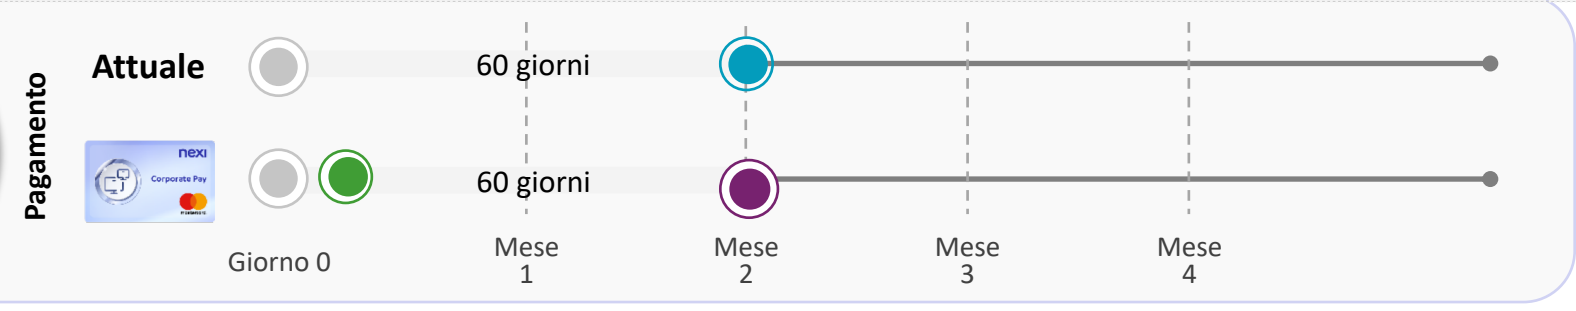 Pagamento
Attuale
60 giorni
nexi
Corporate Pay
60 giorni
Giorno 0
Mese
1
Mese
2
Mese
3
Mese
4